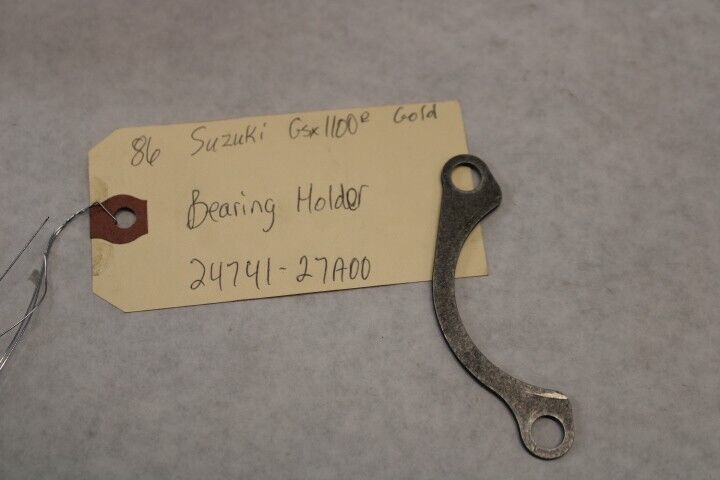 86 Suzuki Gsx1100e Gold
Bearing Holder
24741-27A00